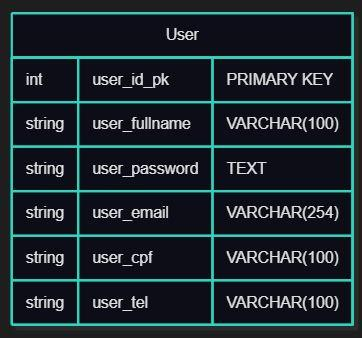 User
int user_id_pk PRIMARY KEY
string user_fullname VARCHAR(100)
string user_password TEXT
string user_email VARCHAR(254)
string user_cpf VARCHAR(100)
string user_tel VARCHAR(100)